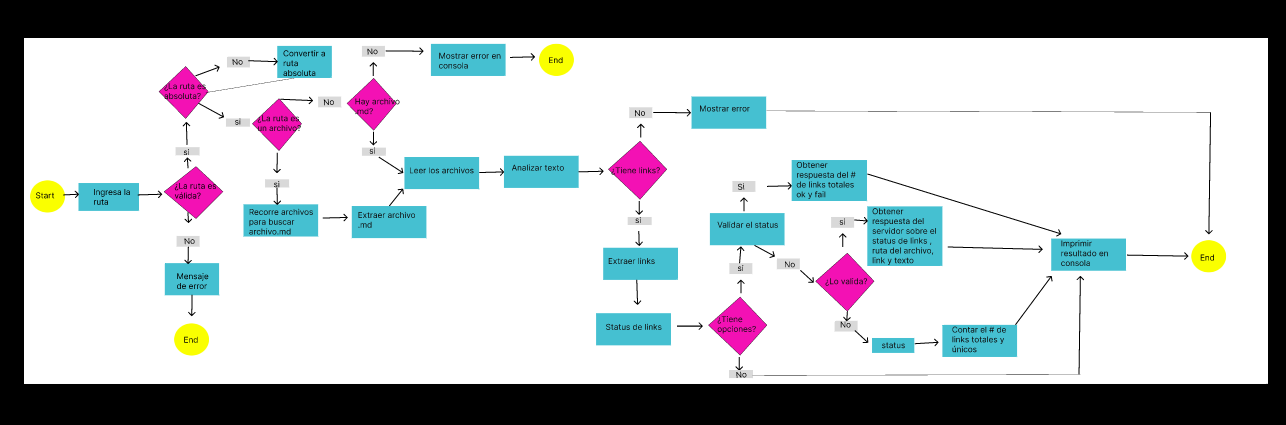 Start
Ingresa la
ruta
¿La ruta es
válida?
No
Mensaje
de error
End
si
¿La ruta es
absoluta?
No
Convertir a
ruta
absoluta
si
¿La ruta es
un archivo?
No
si
Recorre archivos
para buscar
archivo.md
Extraer archivo
.md
Hay archivo
.md?
No
Mostrar error en
consola
End
si
Leer los archivos
Analizar texto
¿Tiene links?
No
Mostrar error
si
Extraer links
Status de links
¿Tiene
opciones?
No
si
Validar el status
Si
Obtener
respuesta del #
de links totales
ok y fail
No
¿Lo valida?
si
Obtener
respuesta del
servidor sobre el
status de links ,
ruta del archivo,
link y texto
No
status
Contar el # de
links totales y
únicos
Imprimir
resultado en
consola
End